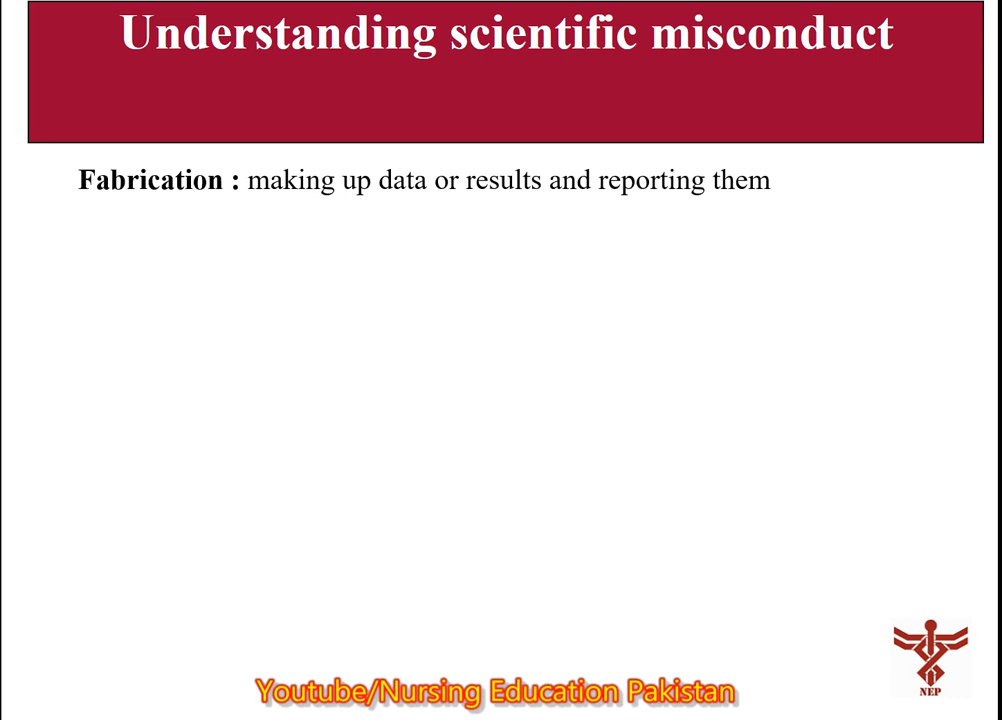 Understanding scientific misconduct
Fabrication : making up data or results and reporting them
NEP
Youtube/Nursing Education Pakistan